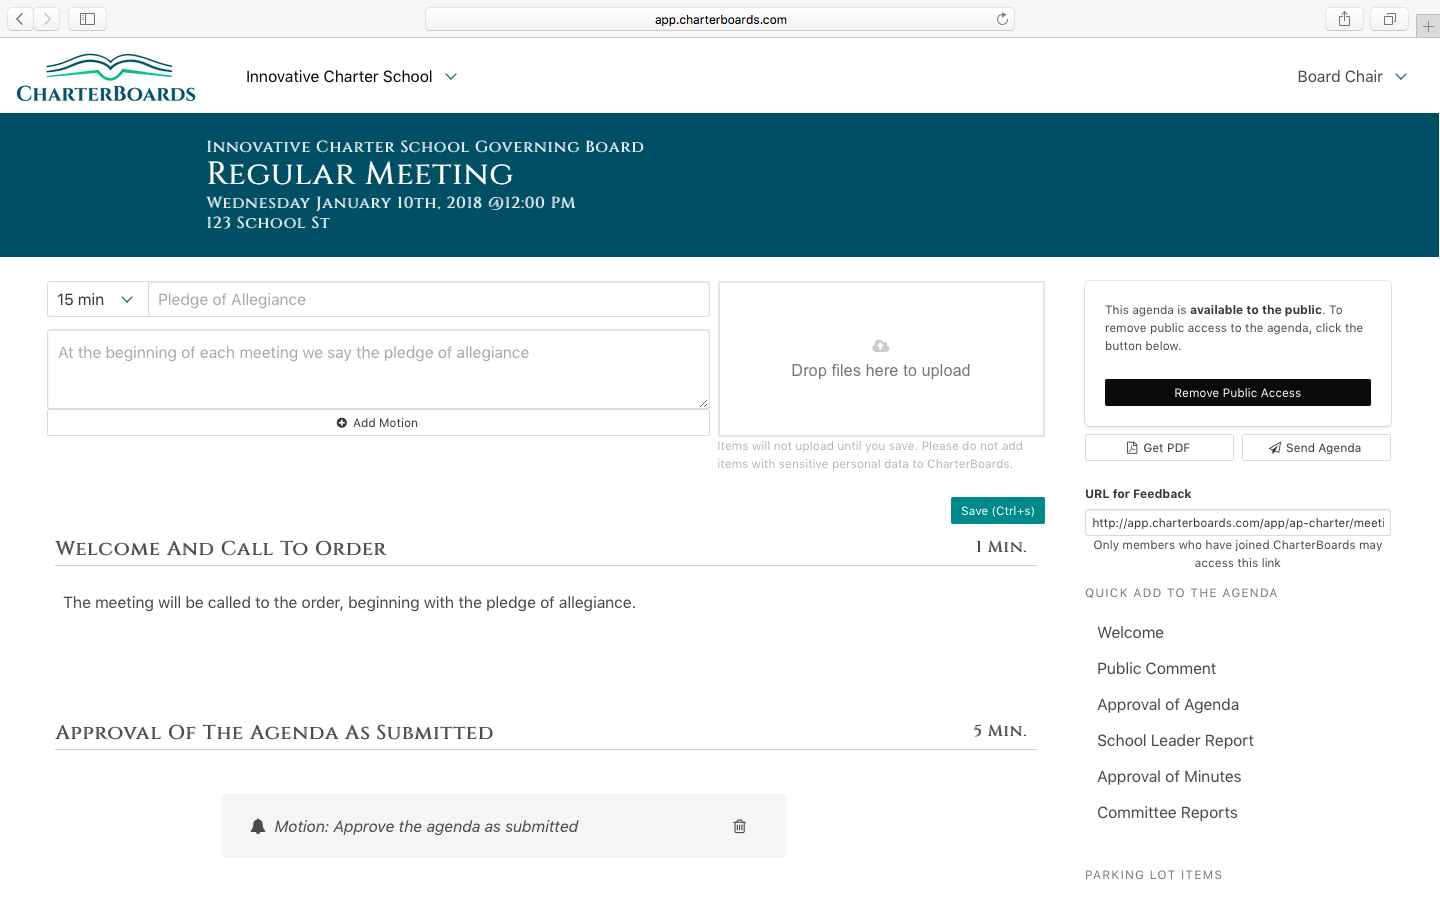 app.charterboards.com
CharterBoards
Innovative Charter School
Board Chair
Innovative Charter School Governing Board
Regular Meeting
Wednesday January 10th, 2018 @12:00 PM
123 School St
15 min
Pledge of Allegiance
At the beginning of each meeting we say the pledge of allegiance
Add Motion
Drop files here to upload
Items will not upload until you save. Please do not add
items with sensitive personal data to CharterBoards.
Save (Ctrl+s)
This agenda is available to the public. To
remove public access to the agenda, click the
button below.
Remove Public Access
Get PDF
Send Agenda
URL for Feedback
http://app.charterboards.com/app/ap-charter/meeti
Only members who have joined CharterBoards may
access this link
QUICK ADD TO THE AGENDA
Welcome
Public Comment
Approval of Agenda
School Leader Report
Approval of Minutes
Committee Reports
PARKING LOT ITEMS
Welcome And Call To Order
1 Min.
The meeting will be called to the order, beginning with the pledge of allegiance.
Approval Of The Agenda As Submitted
5 Min.
Motion: Approve the agenda as submitted